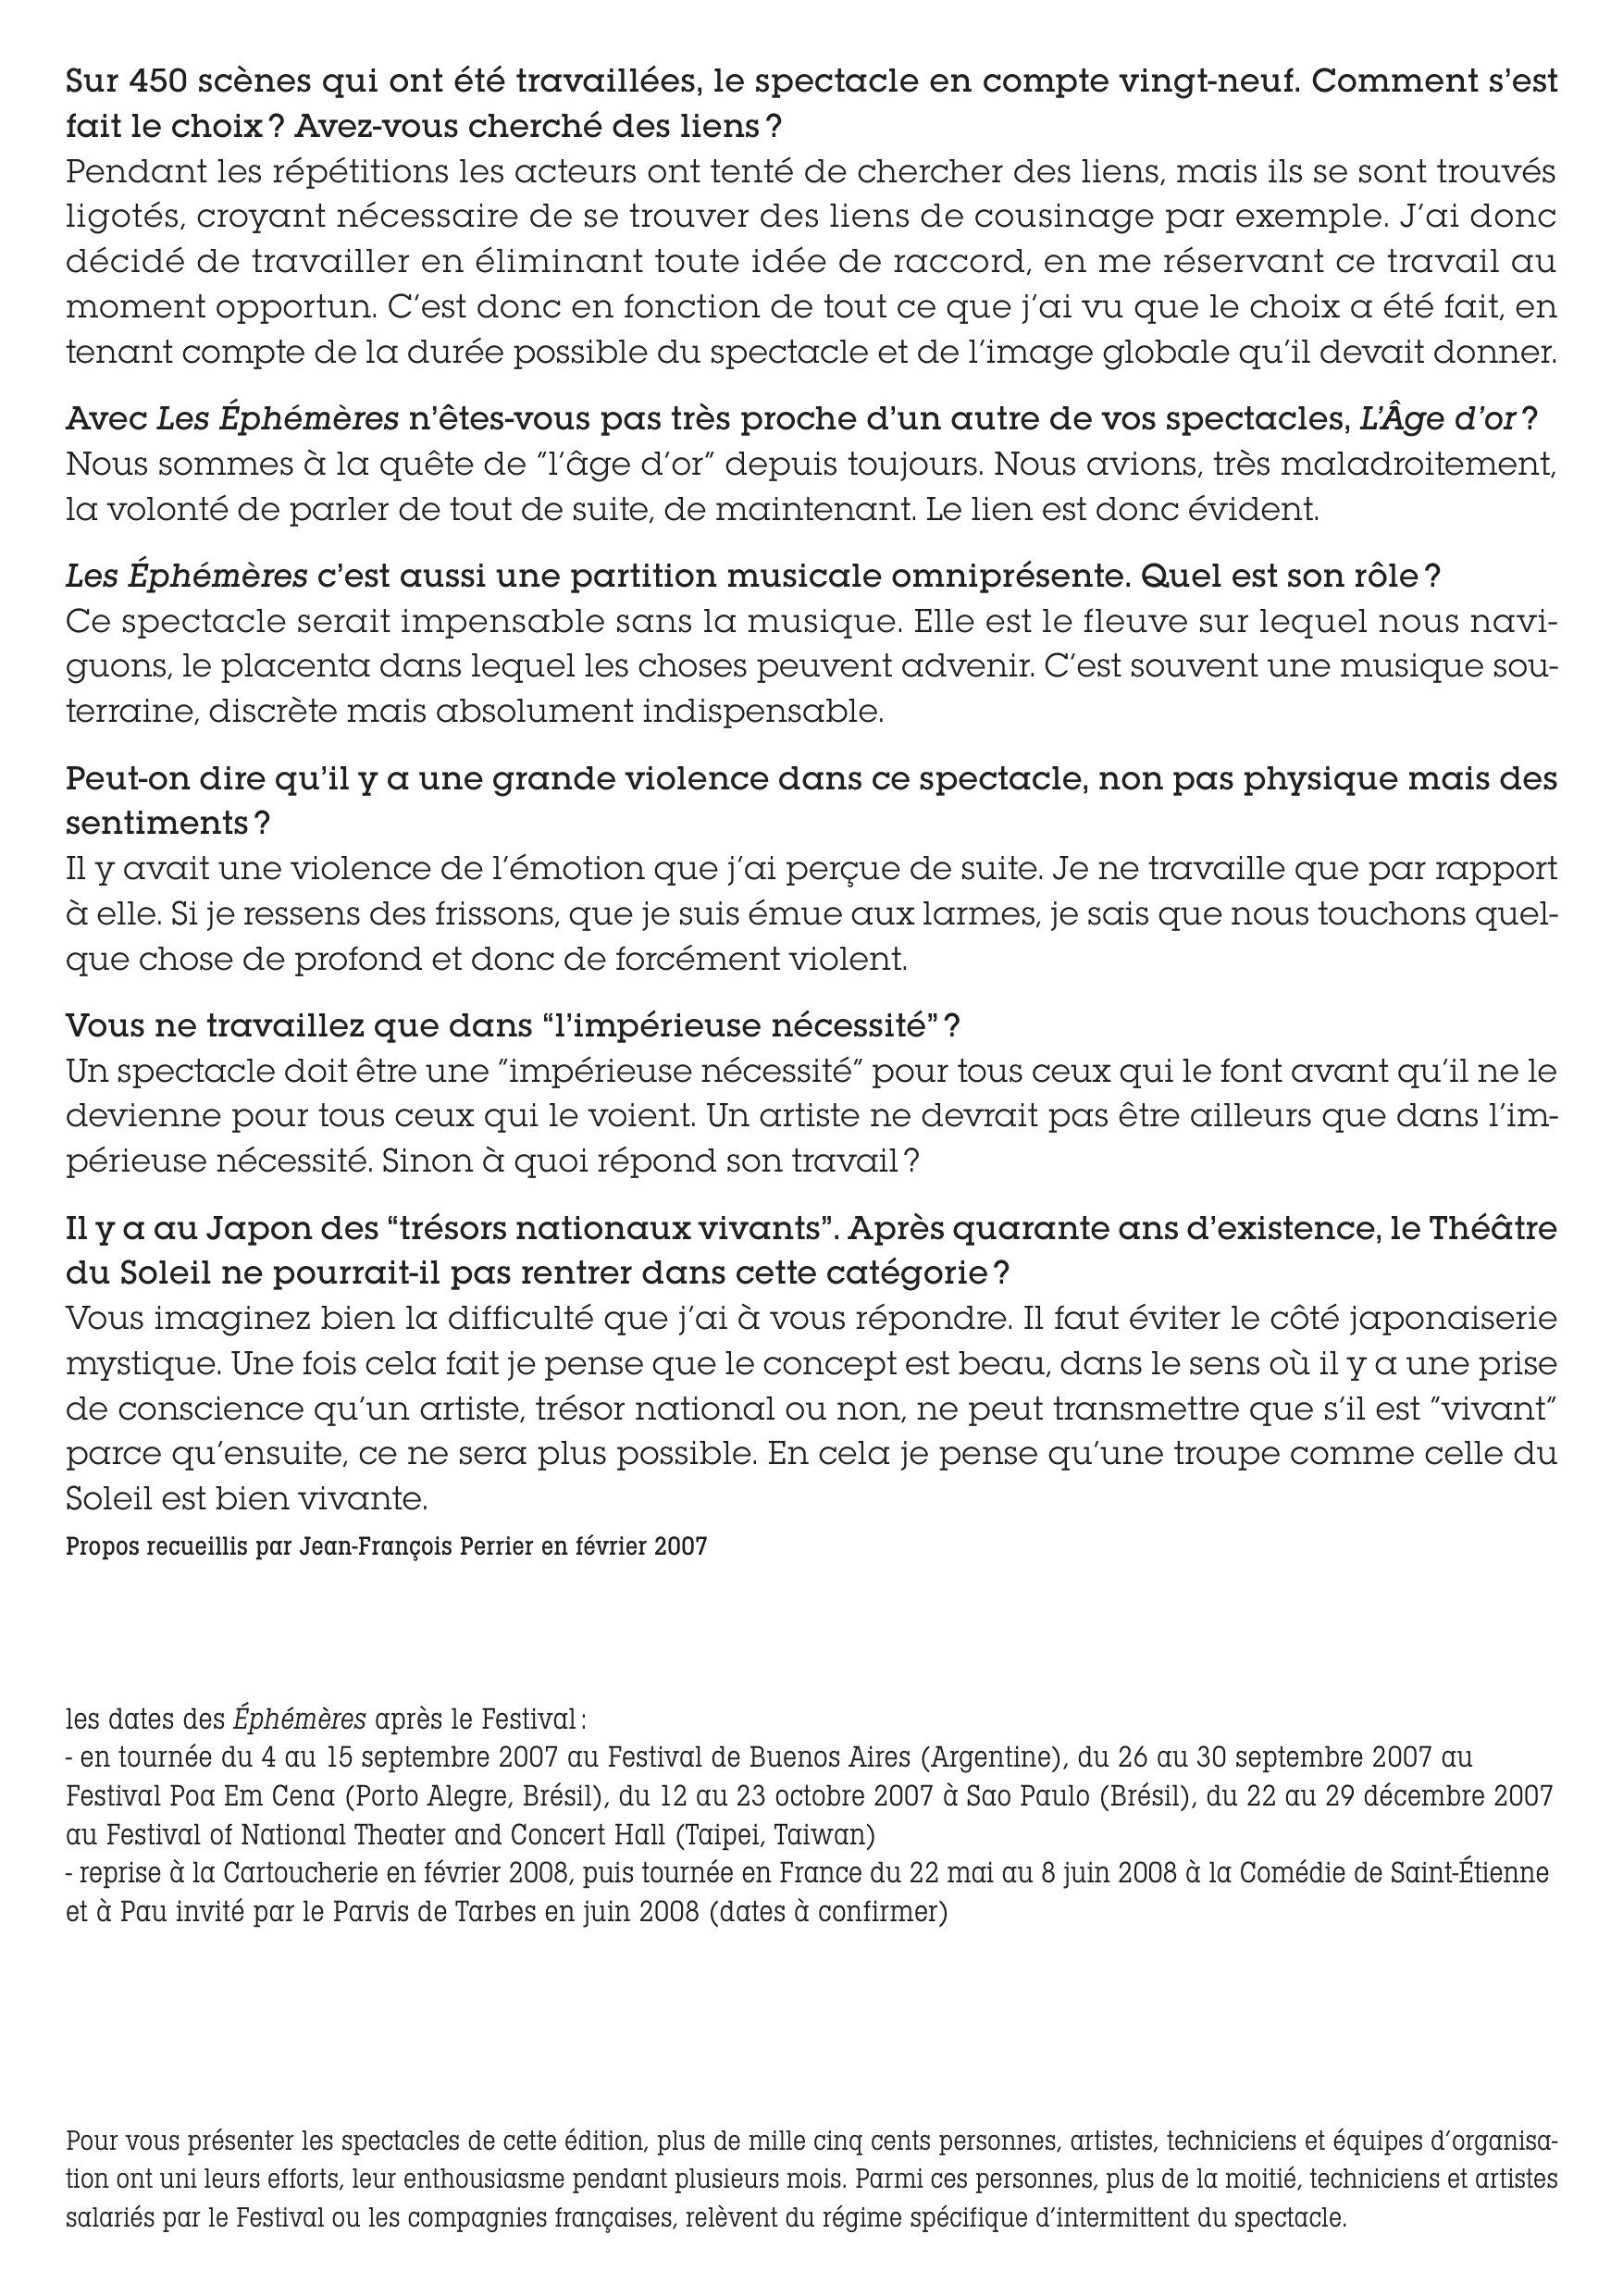 Sur 450 scènes qui ont été travaillées, le spectacle en compte vingt-neuf. Comment s’est
fait le choix ? Avez-vous cherché des liens ?
Pendant les répétitions les acteurs ont tenté de chercher des liens, mais ils se sont trouvés
ligotés, croyant nécessaire de se trouver des liens de cousinage par exemple. J’ai donc
décidé de travailler en éliminant toute idée de raccord, en me réservant ce travail au
moment opportun. C’est donc en fonction de tout ce que j’ai vu que le choix a été fait, en
tenant compte de la durée possible du spectacle et de l’image globale qu’il devait donner.
Avec Les Éphémères n’êtes-vous pas très proche d’un autre de vos spectacles, L’Âge d’or ?
Nous sommes à la quête de ˝l’âge d’or˝ depuis toujours. Nous avions, très maladroitement,
la volonté de parler de tout de suite, de maintenant. Le lien est donc évident.
Les Éphémères c’est aussi une partition musicale omniprésente. Quel est son rôle ?
Ce spectacle serait impensable sans la musique. Elle est le fleuve sur lequel nous navi-
guons, le placenta dans lequel les choses peuvent advenir. C’est souvent une musique sou-
terraine, discrète mais absolument indispensable.
Peut-on dire qu’il y a une grande violence dans ce spectacle, non pas physique mais des
sentiments ?
Il y avait une violence de l’émotion que j’ai perçue de suite. Je ne travaille que par rapport
à elle. Si je ressens des frissons, que je suis émue aux larmes, je sais que nous touchons quel-
que chose de profond et donc de forcément violent.
Vous ne travaillez que dans “l’impérieuse nécessité” ?
Un spectacle doit être une ˝impérieuse nécessité˝ pour tous ceux qui le font avant qu’il ne le
devienne pour tous ceux qui le voient. Un artiste ne devrait pas être ailleurs que dans l’im-
périeuse nécessité. Sinon à quoi répond son travail ?
Il y a au Japon des “trésors nationaux vivants”. Après quarante ans d’existence, le Théâtre
du Soleil ne pourrait-il pas rentrer dans cette catégorie ?
Vous imaginez bien la difficulté que j’ai à vous répondre. Il faut éviter le côté japonaiserie
mystique. Une fois cela fait je pense que le concept est beau, dans le sens où il y a une prise
de conscience qu’un artiste, trésor national ou non, ne peut transmettre que s’il est ˝vivant˝
parce qu’ensuite, ce ne sera plus possible. En cela je pense qu’une troupe comme celle du
Soleil est bien vivante.
Propos recueillis par Jean-François Perrier en février 2007
les dates des Éphémères après le Festival :
- en tournée du 4 au 15 septembre 2007 au Festival de Buenos Aires (Argentine), du 26 au 30 septembre 2007 au
Festival Poa Em Cena (Porto Alegre, Brésil), du 12 au 23 octobre 2007 à Sao Paulo (Brésil), du 22 au 29 décembre 2007
au Festival of National Theater and Concert Hall (Taipei, Taiwan)
- reprise à la Cartoucherie en février 2008, puis tournée en France du 22 mai au 8 juin 2008 à la Comédie de Saint-Étienne
et à Pau invité par le Parvis de Tarbes en juin 2008 (dates à confirmer)
Pour vous présenter les spectacles de cette édition, plus de mille cinq cents personnes, artistes, techniciens et équipes d’organisa-
tion ont uni leurs efforts, leur enthousiasme pendant plusieurs mois. Parmi ces personnes, plus de la moitié, techniciens et artistes
salariés par le Festival ou les compagnies françaises, relèvent du régime spécifique d’intermittent du spectacle.